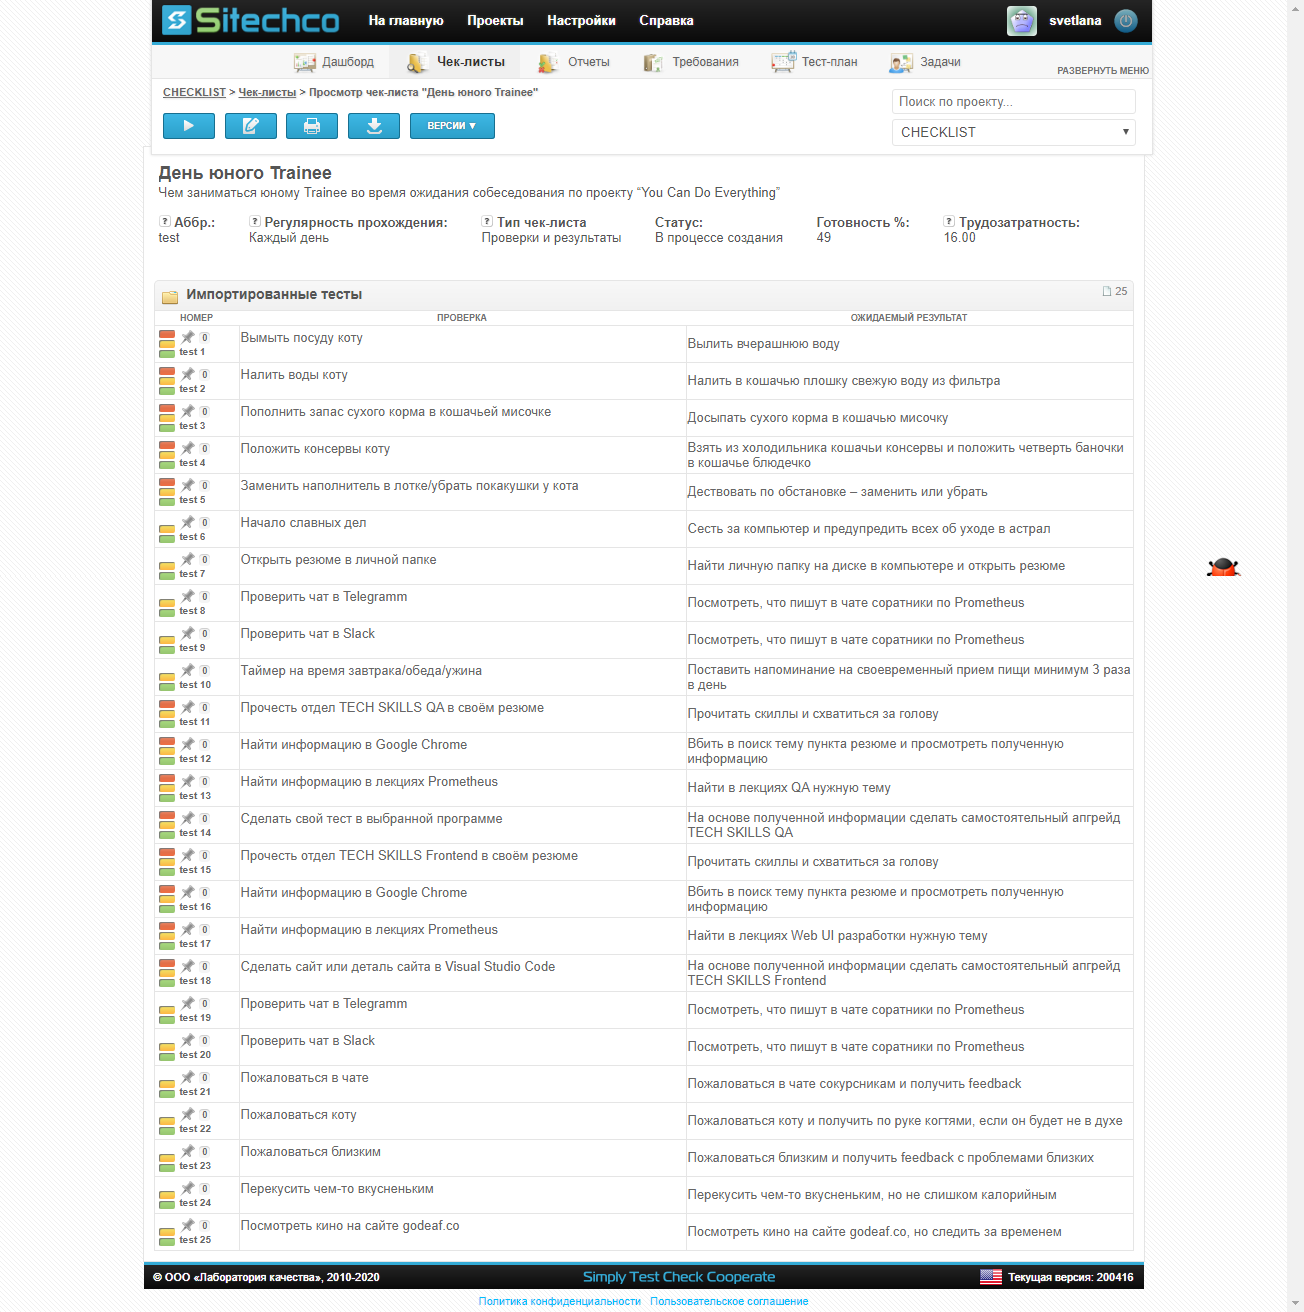 Sitechco
На главную Проекты Настройки Справка
svetlana
Дашборд Чек-листы Отчеты Требования Тест-план Задачи
РАЗВЕРНУТЬ МЕНЮ
CHECKLIST > Чек-листы > Просмотр чек-листа "День юного Trainee"
Поиск по проекту...
ВЕРСИИ ▼
CHECKLIST
День юного Trainee
Чем заниматься юному Trainee во время ожидания собеседования по проекту “You Can Do Everything”
? Аббр.: ? Регулярность прохождения: ? Тип чек-листа Статус: Готовность %: ? Трудозатратность:
test Каждый день Проверки и результаты В процессе создания 49 16.00
Импортированные тесты 25
НОМЕР ПРОВЕРКА ОЖИДАЕМЫЙ РЕЗУЛЬТАТ
0 Вымыть посуду коту
test 1 Вылить вчерашнюю воду
0 Налить воды коту
test 2 Налить в кошачью плошку свежую воду из фильтра
0 Пополнить запас сухого корма в кошачьей мисочке
test 3 Досыпать сухого корма в кошачью мисочку
0 Положить консервы коту
test 4 Взять из холодильника кошачьи консервы и положить четверть баночки
в кошачье блюдечко
0 Заменить наполнитель в лотке/убрать покакушки у кота
test 5 Дествовать по обстановке – заменить или убрать
0 Начало славных дел
test 6 Сесть за компьютер и предупредить всех об уходе в астрал
0 Открыть резюме в личной папке
test 7 Найти личную папку на диске в компьютере и открыть резюме
0 Проверить чат в Telegramm
test 8 Посмотреть, что пишут в чате соратники по Prometheus
0 Проверить чат в Slack
test 9 Посмотреть, что пишут в чате соратники по Prometheus
0 Таймер на время завтрака/обеда/ужина
test 10 Поставить напоминание на своевременный прием пищи минимум 3 раза
в день
0 Прочесть отдел TECH SKILLS QA в своём резюме
test 11 Прочитать скиллы и схватиться за голову
0 Найти информацию в Google Chrome
test 12 Вбить в поиск тему пункта резюме и просмотреть полученную
информацию
0 Найти информацию в лекциях Prometheus
test 13 Найти в лекциях QA нужную тему
0 Сделать свой тест в выбранной программе
test 14 На основе полученной информации сделать самостоятельный апгрейд
TECH SKILLS QA
0 Прочесть отдел TECH SKILLS Frontend в своём резюме
test 15 Прочитать скиллы и схватиться за голову
0 Найти информацию в Google Chrome
test 16 Вбить в поиск тему пункта резюме и просмотреть полученную
информацию
0 Найти информацию в лекциях Prometheus
test 17 Найти в лекциях Web UI разработки нужную тему
0 Сделать сайт или деталь сайта в Visual Studio Code
test 18 На основе полученной информации сделать самостоятельный апгрейд
TECH SKILLS Frontend
0 Проверить чат в Telegramm
test 19 Посмотреть, что пишут в чате соратники по Prometheus
0 Проверить чат в Slack
test 20 Посмотреть, что пишут в чате соратники по Prometheus
0 Пожаловаться в чате
test 21 Пожаловаться в чате сокурсникам и получить feedback
0 Пожаловаться коту
test 22 Пожаловаться коту и получить по руке когтями, если он будет не в духе
0 Пожаловаться близким
test 23 Пожаловаться близким и получить feedback с проблемами близких
0 Перекусить чем-то вкусненьким
test 24 Перекусить чем-то вкусненьким, но не слишком калорийным
0 Посмотреть кино на сайте godeaf.co
test 25 Посмотреть кино на сайте godeaf.co, но следить за временем
© ООО «Лаборатория качества», 2010-2020 Simply Test Check Cooperate Текущая версия: 200416
Политика конфиденциальности Пользовательское соглашение